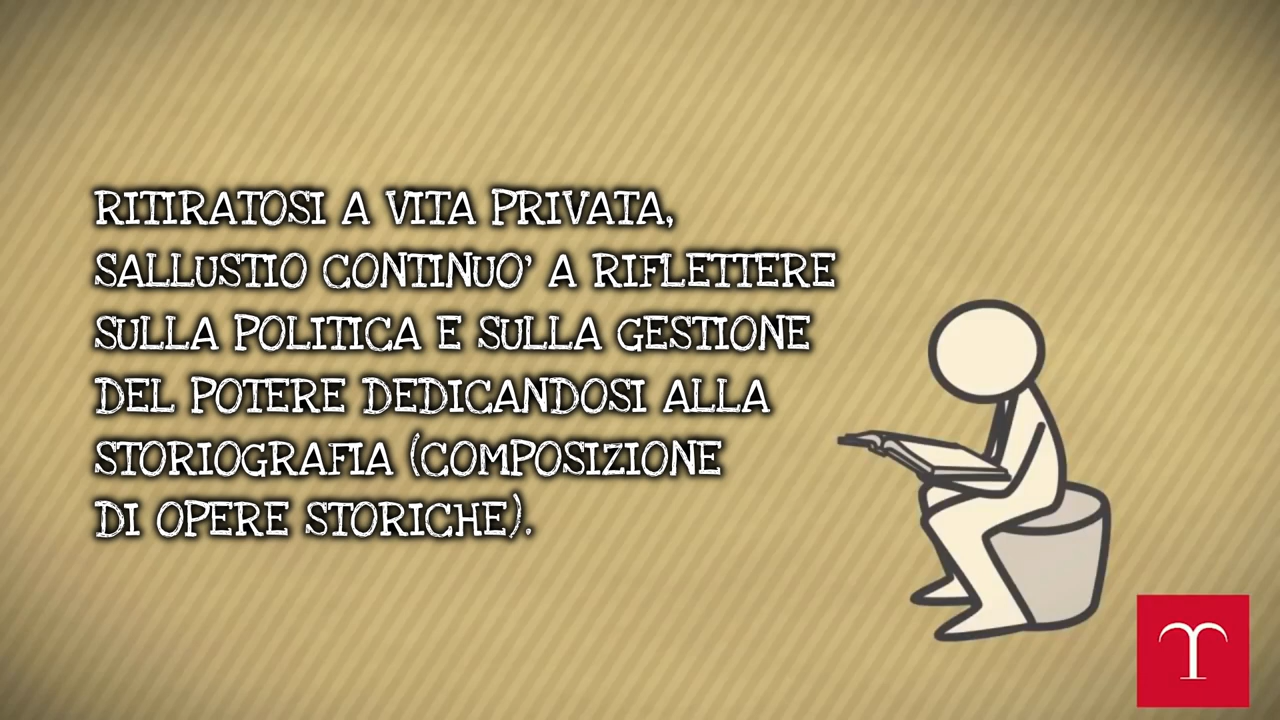 RITIRATOSI A VITA PRIVATA,
SALLUSTIO CONTINUO' A RIFLETTERE
SULLA POLITICA E SULLA GESTIONE
DEL POTERE DEDICANDOSI ALLA
STORIOGRAFIA (COMPOSIZIONE
DI OPERE STORICHE).